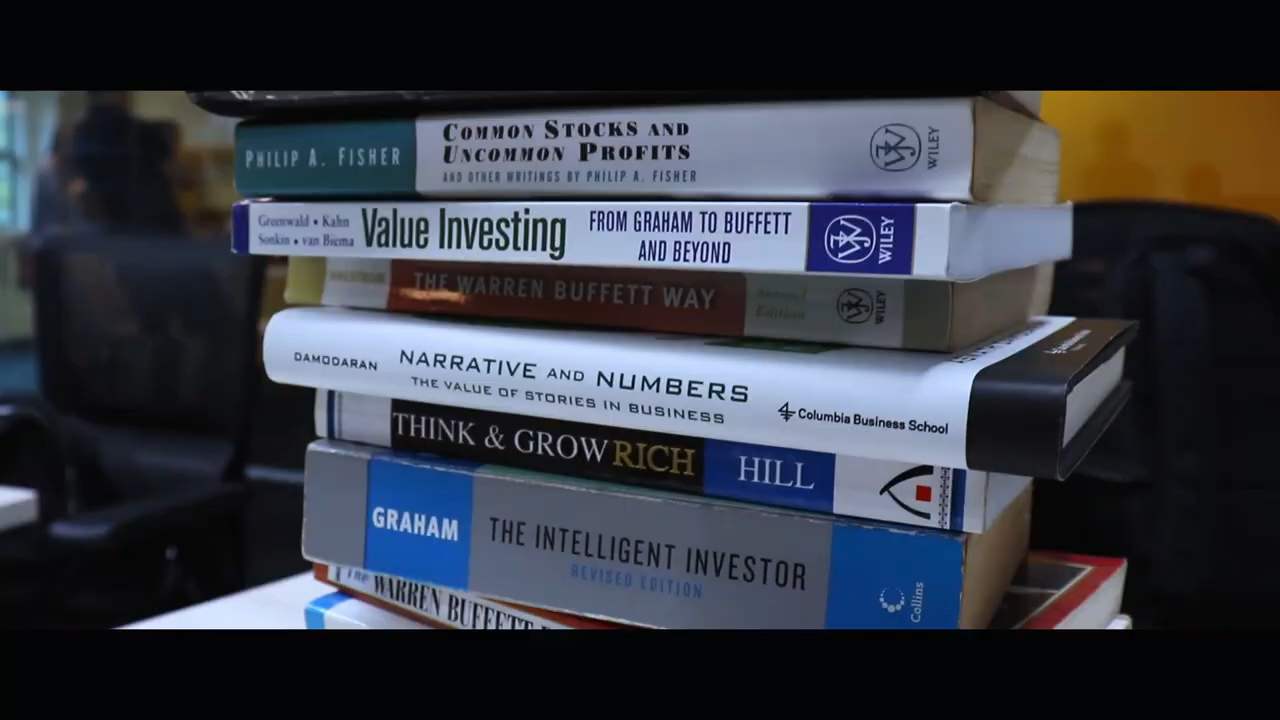 PHILIP A. FISHER
COMMON STOCKS AND
UNCOMMON PROFITS
AND OTHER WRITINGS BY PHILIP A. FISHER
WILEY
Greenwald • Kahn
Sonkin • van Biema
Value Investing
FROM GRAHAM TO BUFFETT
AND BEYOND
WILEY
THE WARREN BUFFETT WAY
Second
Edition
WILEY
DAMODARAN
NARRATIVE AND NUMBERS
THE VALUE OF STORIES IN BUSINESS
Columbia Business School
THINK & GROW RICH
HILL
GRAHAM
THE INTELLIGENT INVESTOR
REVISED EDITION
Collins
The WARREN BUFFETT